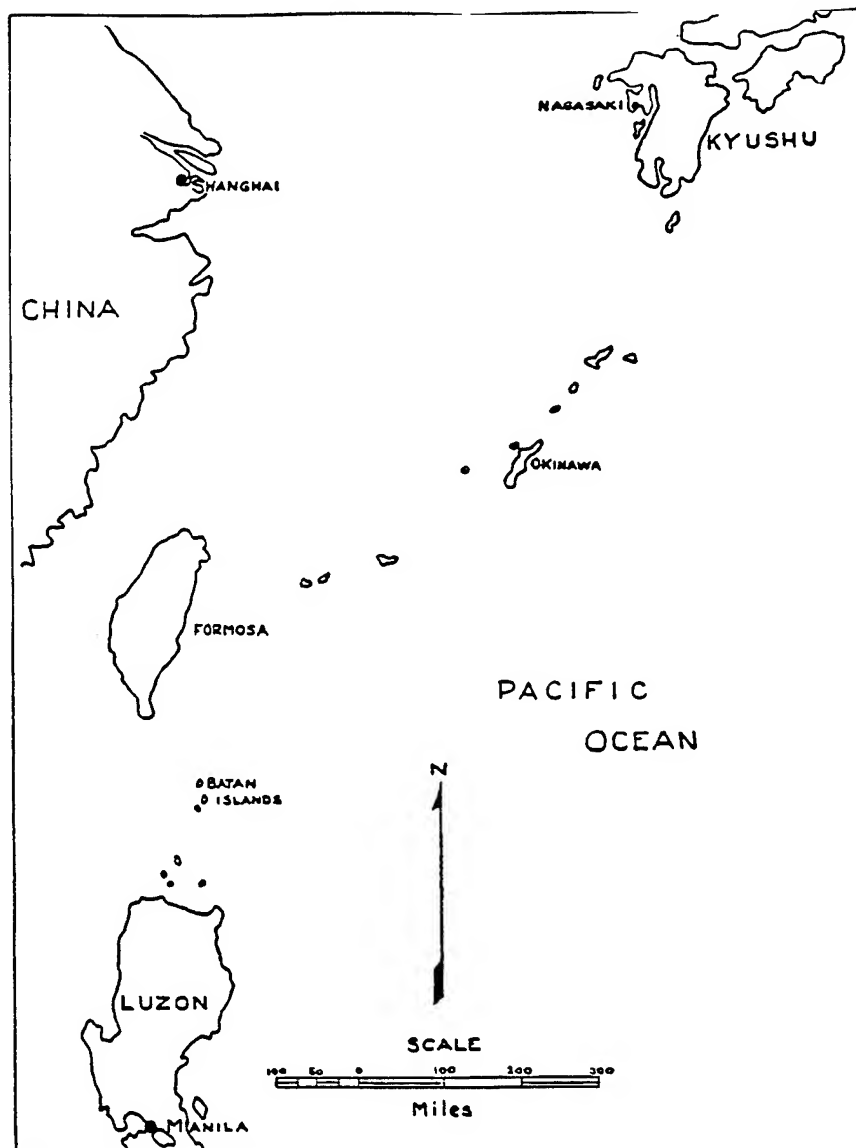 NAGASAKI
KYUSHU
SHANGHAI
CHINA
OKINAWA
FORMOSA
PACIFIC
OCEAN
N
BATAN
ISLANDS
LUZON
SCALE
100 50 0 100 200 300
Miles
MANILA